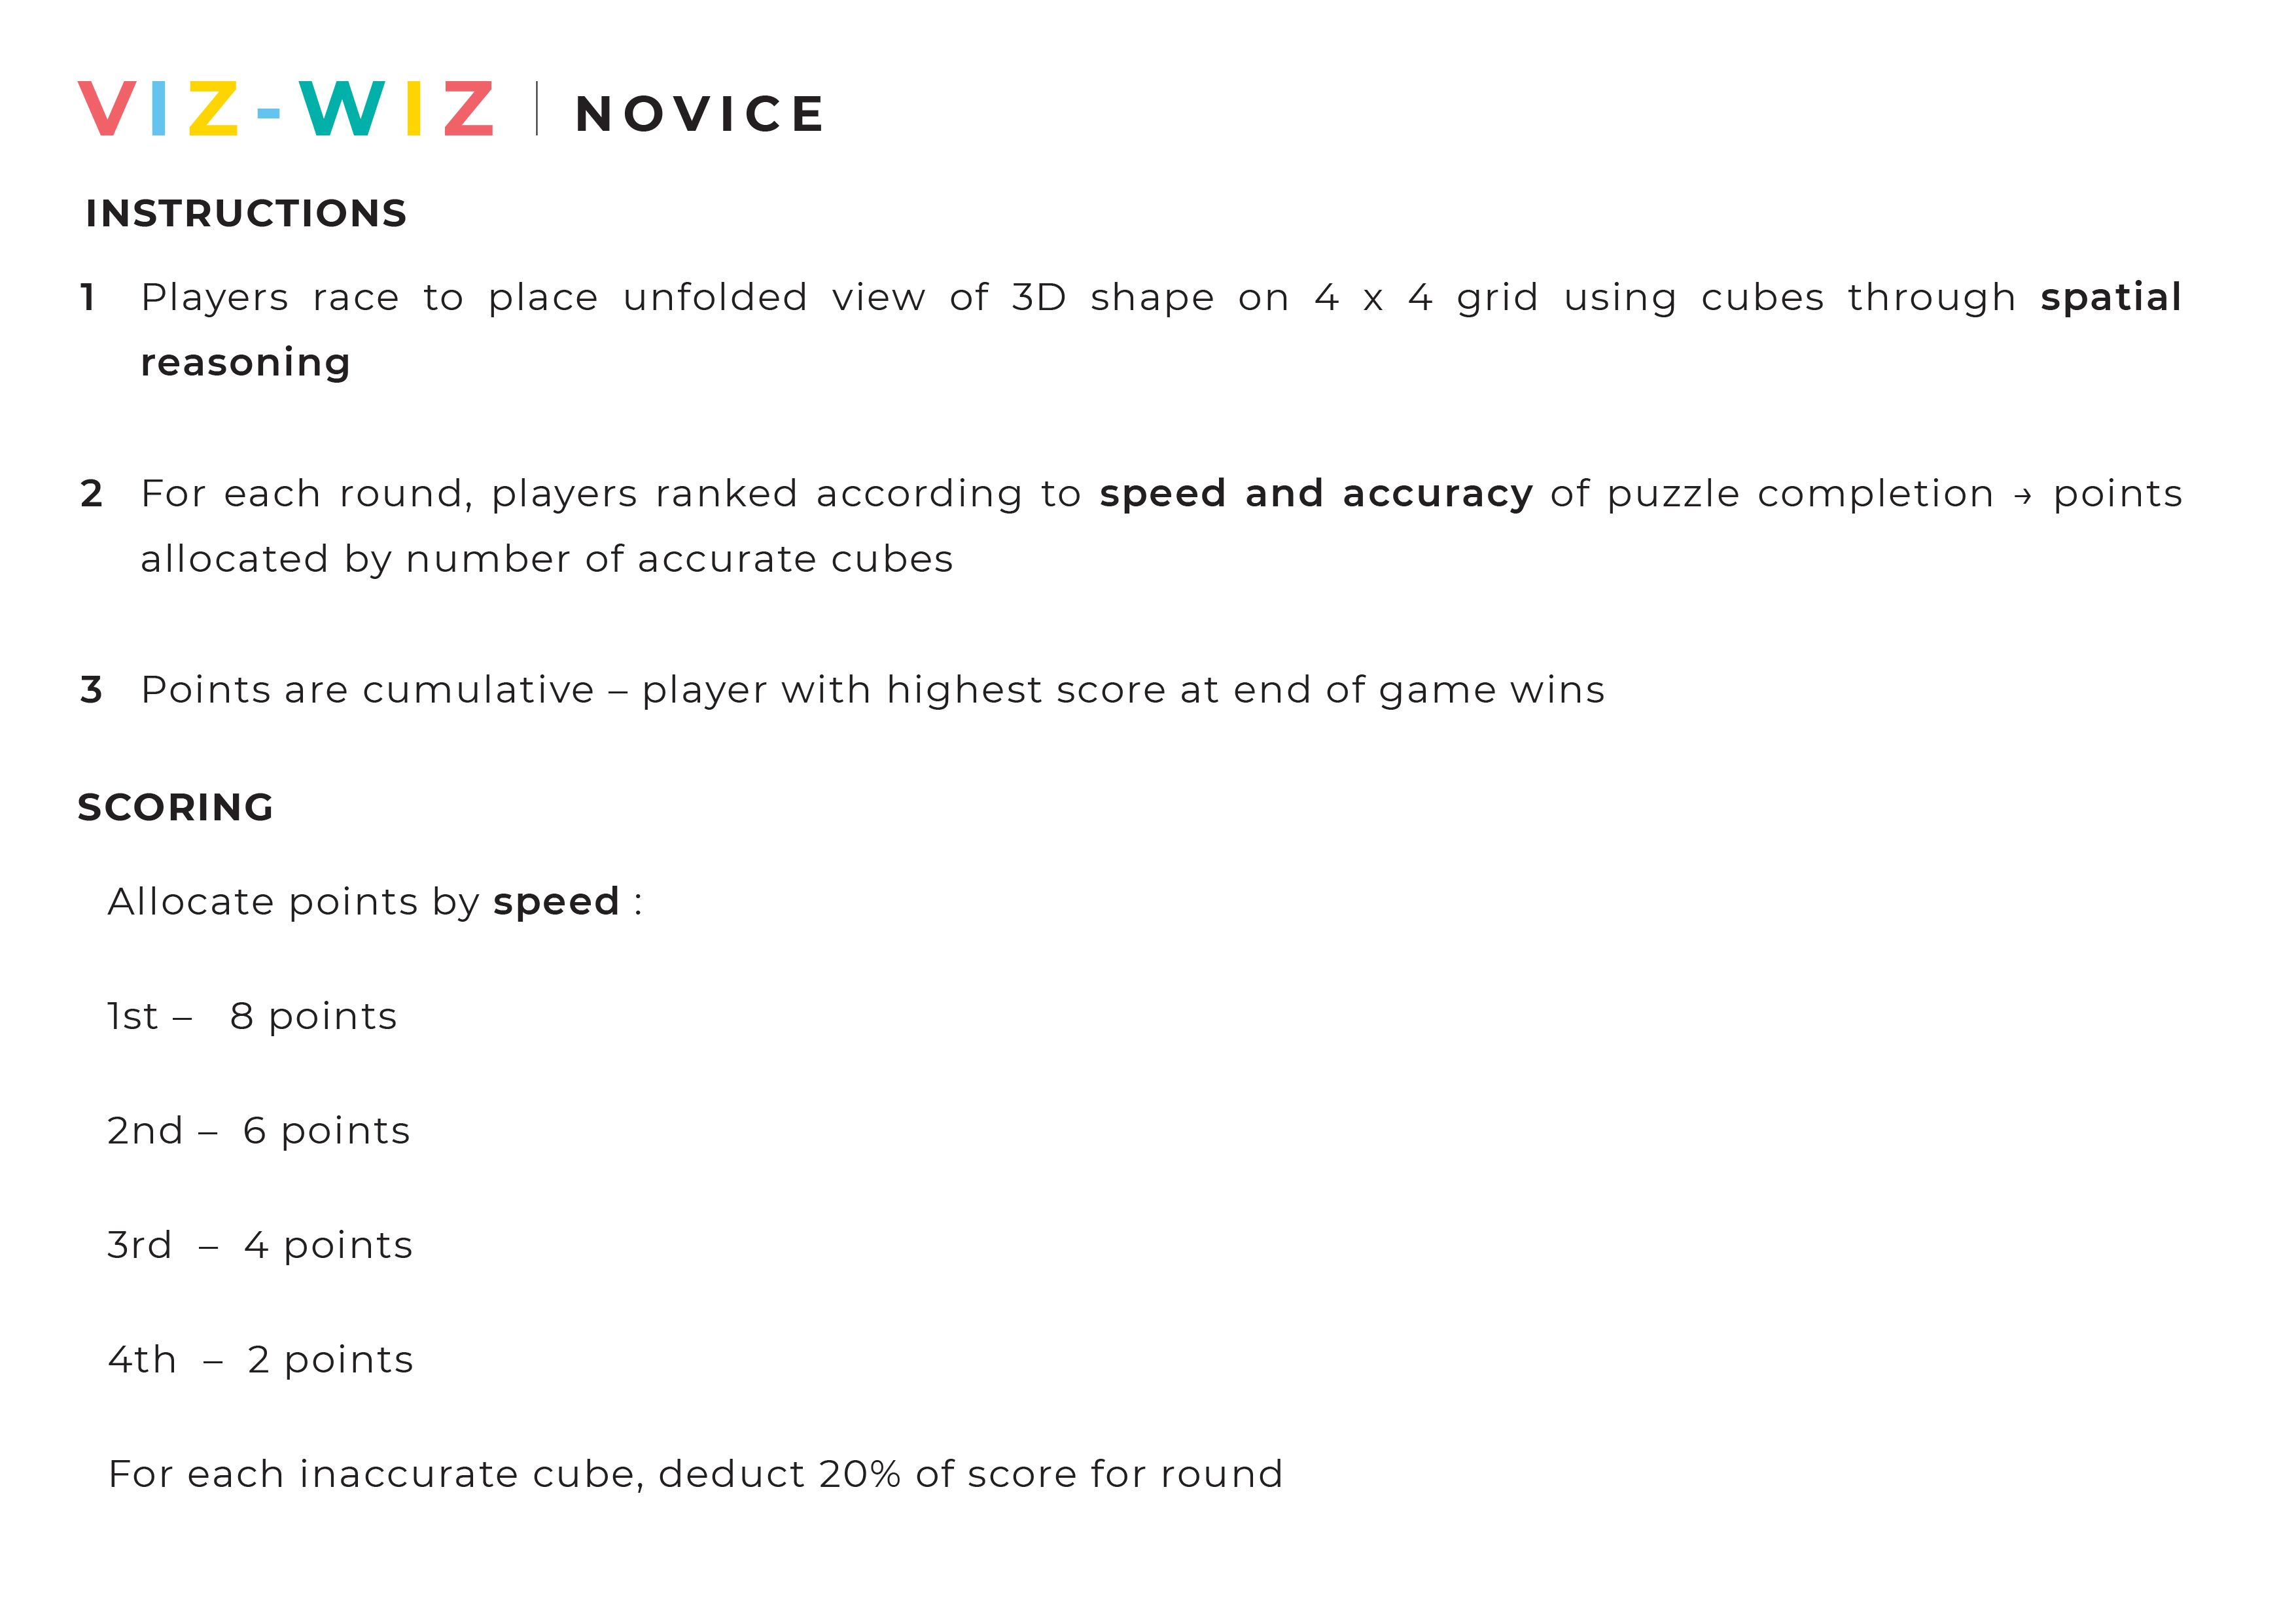 VIZ-WIZ | NOVICE
INSTRUCTIONS
1 Players race to place unfolded view of 3D shape on 4 x 4 grid using cubes through spatial
reasoning
2 For each round, players ranked according to speed and accuracy of puzzle completion → points
allocated by number of accurate cubes
3 Points are cumulative – player with highest score at end of game wins
SCORING
Allocate points by speed :
1st – 8 points
2nd – 6 points
3rd – 4 points
4th – 2 points
For each inaccurate cube, deduct 20% of score for round